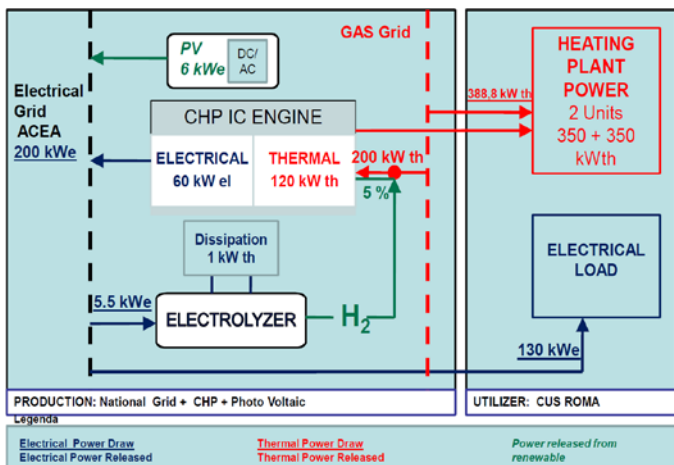 PV
6 kWe
DC/
AC
GAS Grid
HEATING
PLANT
POWER
2 Units
350 + 350
kWth
388,8 kW th
Electrical
Grid
ACEA
200 kWe
CHP IC ENGINE
ELECTRICAL
60 kW el
THERMAL
120 kW th
200 kW th
5 %
Dissipation
1 kW th
ELECTRICAL
LOAD
5.5 kWe
ELECTROLYZER
H2
130 kWe
PRODUCTION: National Grid + CHP + Photo Voltaic
UTILIZER: CUS ROMA
Legenda
Electrical Power Draw
Electrical Power Released
Thermal Power Draw
Thermal Power Released
Power released from
renewable